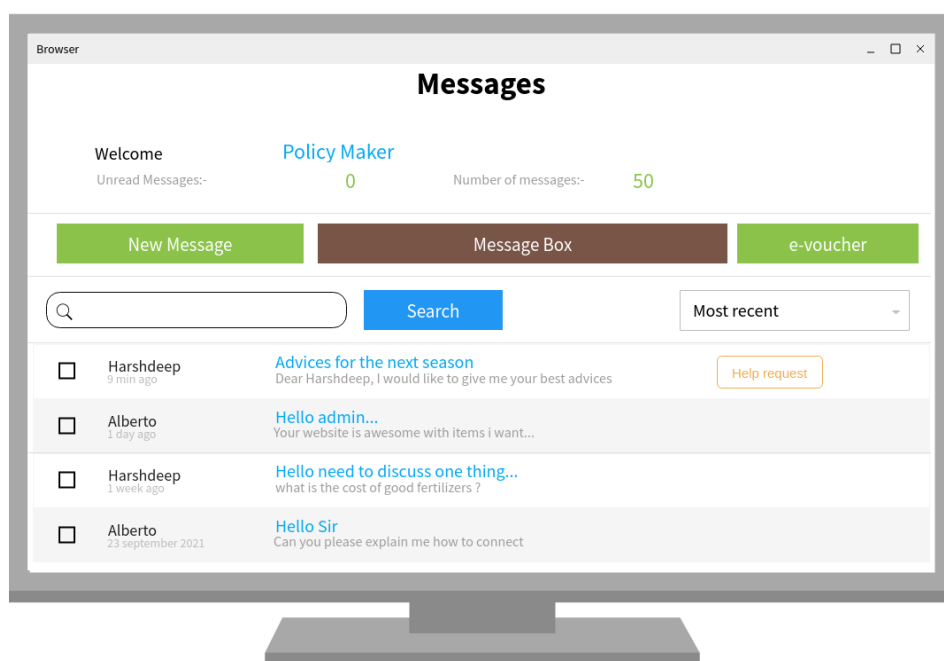 Browser
Messages
Welcome Policy Maker
Unread Messages:- 0 Number of messages:- 50
New Message Message Box e-voucher
Search Most recent
Harshdeep Advices for the next season
9 min ago Dear Harshdeep, I would like to give me your best advices Help request
Alberto Hello admin...
1 day ago Your website is awesome with items i want...
Harshdeep Hello need to discuss one thing...
1 week ago what is the cost of good fertilizers ?
Alberto Hello Sir
23 september 2021 Can you please explain me how to connect